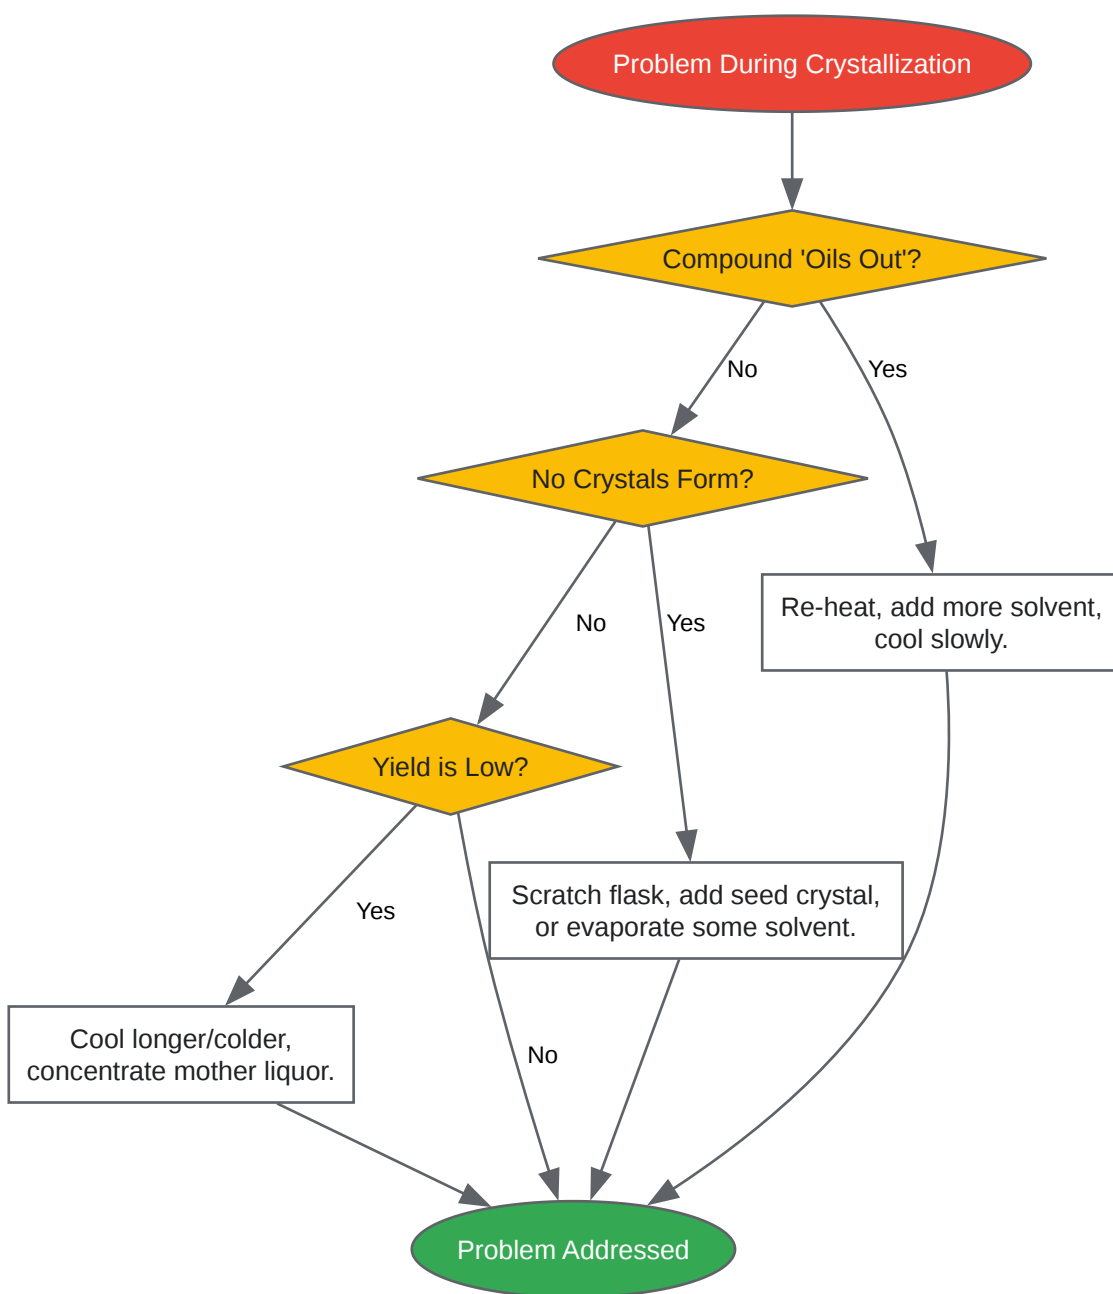 Problem During Crystallization
Compound 'Oils Out'?
No
Yes
No Crystals Form?
Re-heat, add more solvent,
cool slowly.
No
Yes
Yield is Low?
Scratch flask, add seed crystal,
or evaporate some solvent.
Yes
Cool longer/colder,
concentrate mother liquor.
No
Problem Addressed